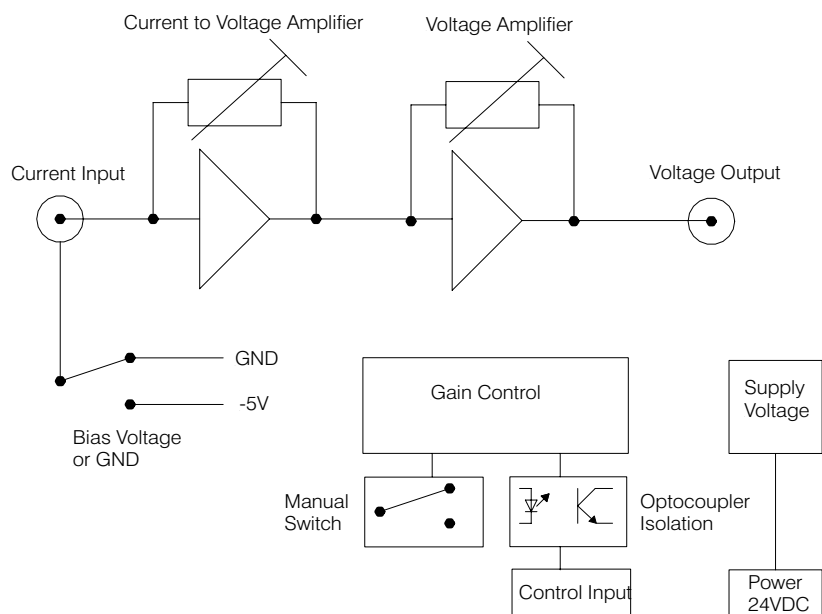 Current to Voltage Amplifier
Voltage Amplifier
Current Input
Voltage Output
GND
-5V
Bias Voltage
or GND
Gain Control
Supply
Voltage
Manual
Switch
Optocoupler
Isolation
Control Input
Power
24VDC